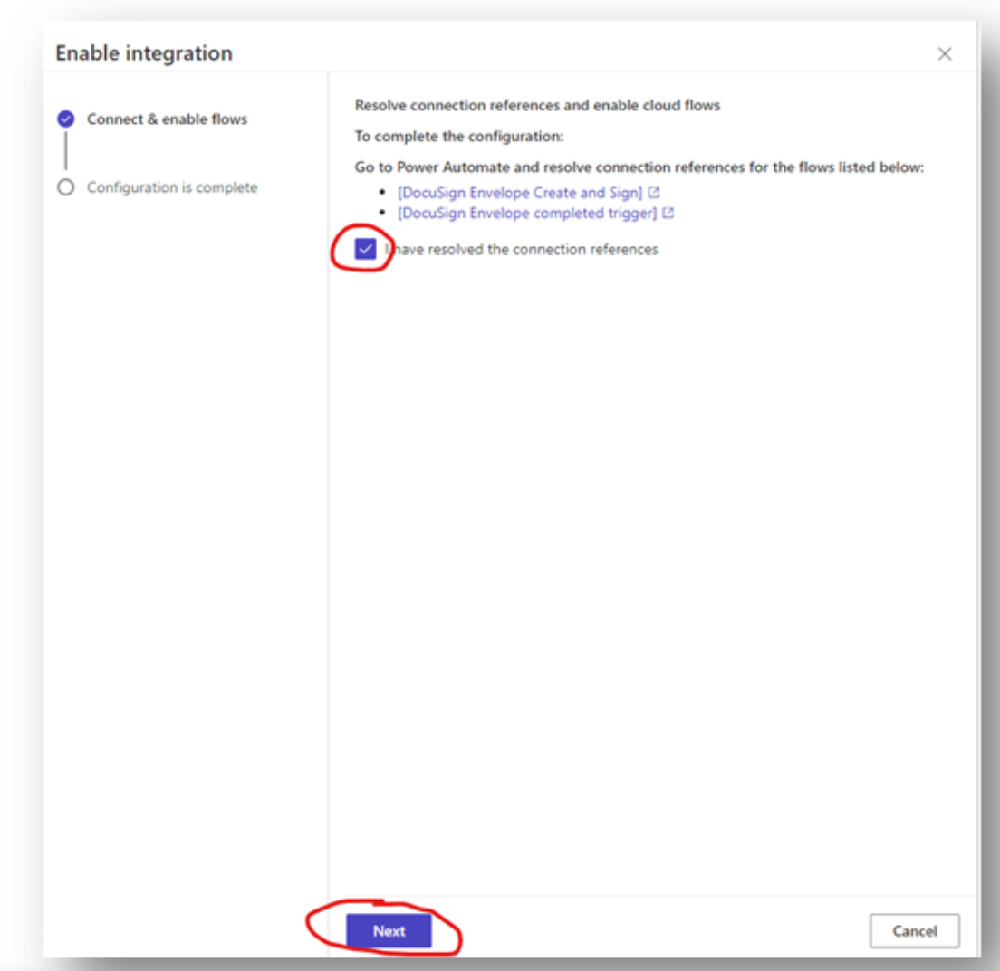 Enable integration
Connect & enable flows
Configuration is complete
Resolve connection references and enable cloud flows
To complete the configuration:
Go to Power Automate and resolve connection references for the flows listed below:
• [DocuSign Envelope Create and Sign]
• [DocuSign Envelope completed trigger]
I have resolved the connection references
Next
Cancel